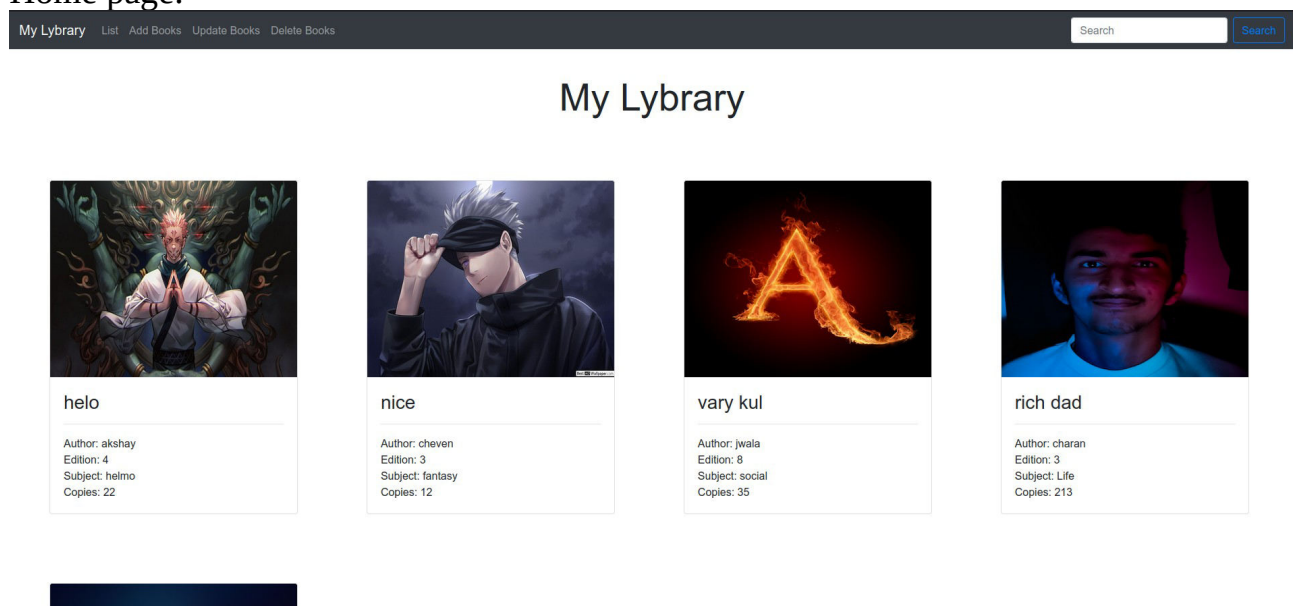 Home page:
My Lybrary List Add Books Update Books Delete Books Search Search
My Lybrary
helo
Author: akshay
Edition: 4
Subject: helmo
Copies: 22
nice
Author: cheven
Edition: 3
Subject: fantasy
Copies: 12
A
vary kul
Author: jwala
Edition: 8
Subject: social
Copies: 35
rich dad
Author: charan
Edition: 3
Subject: Life
Copies: 213